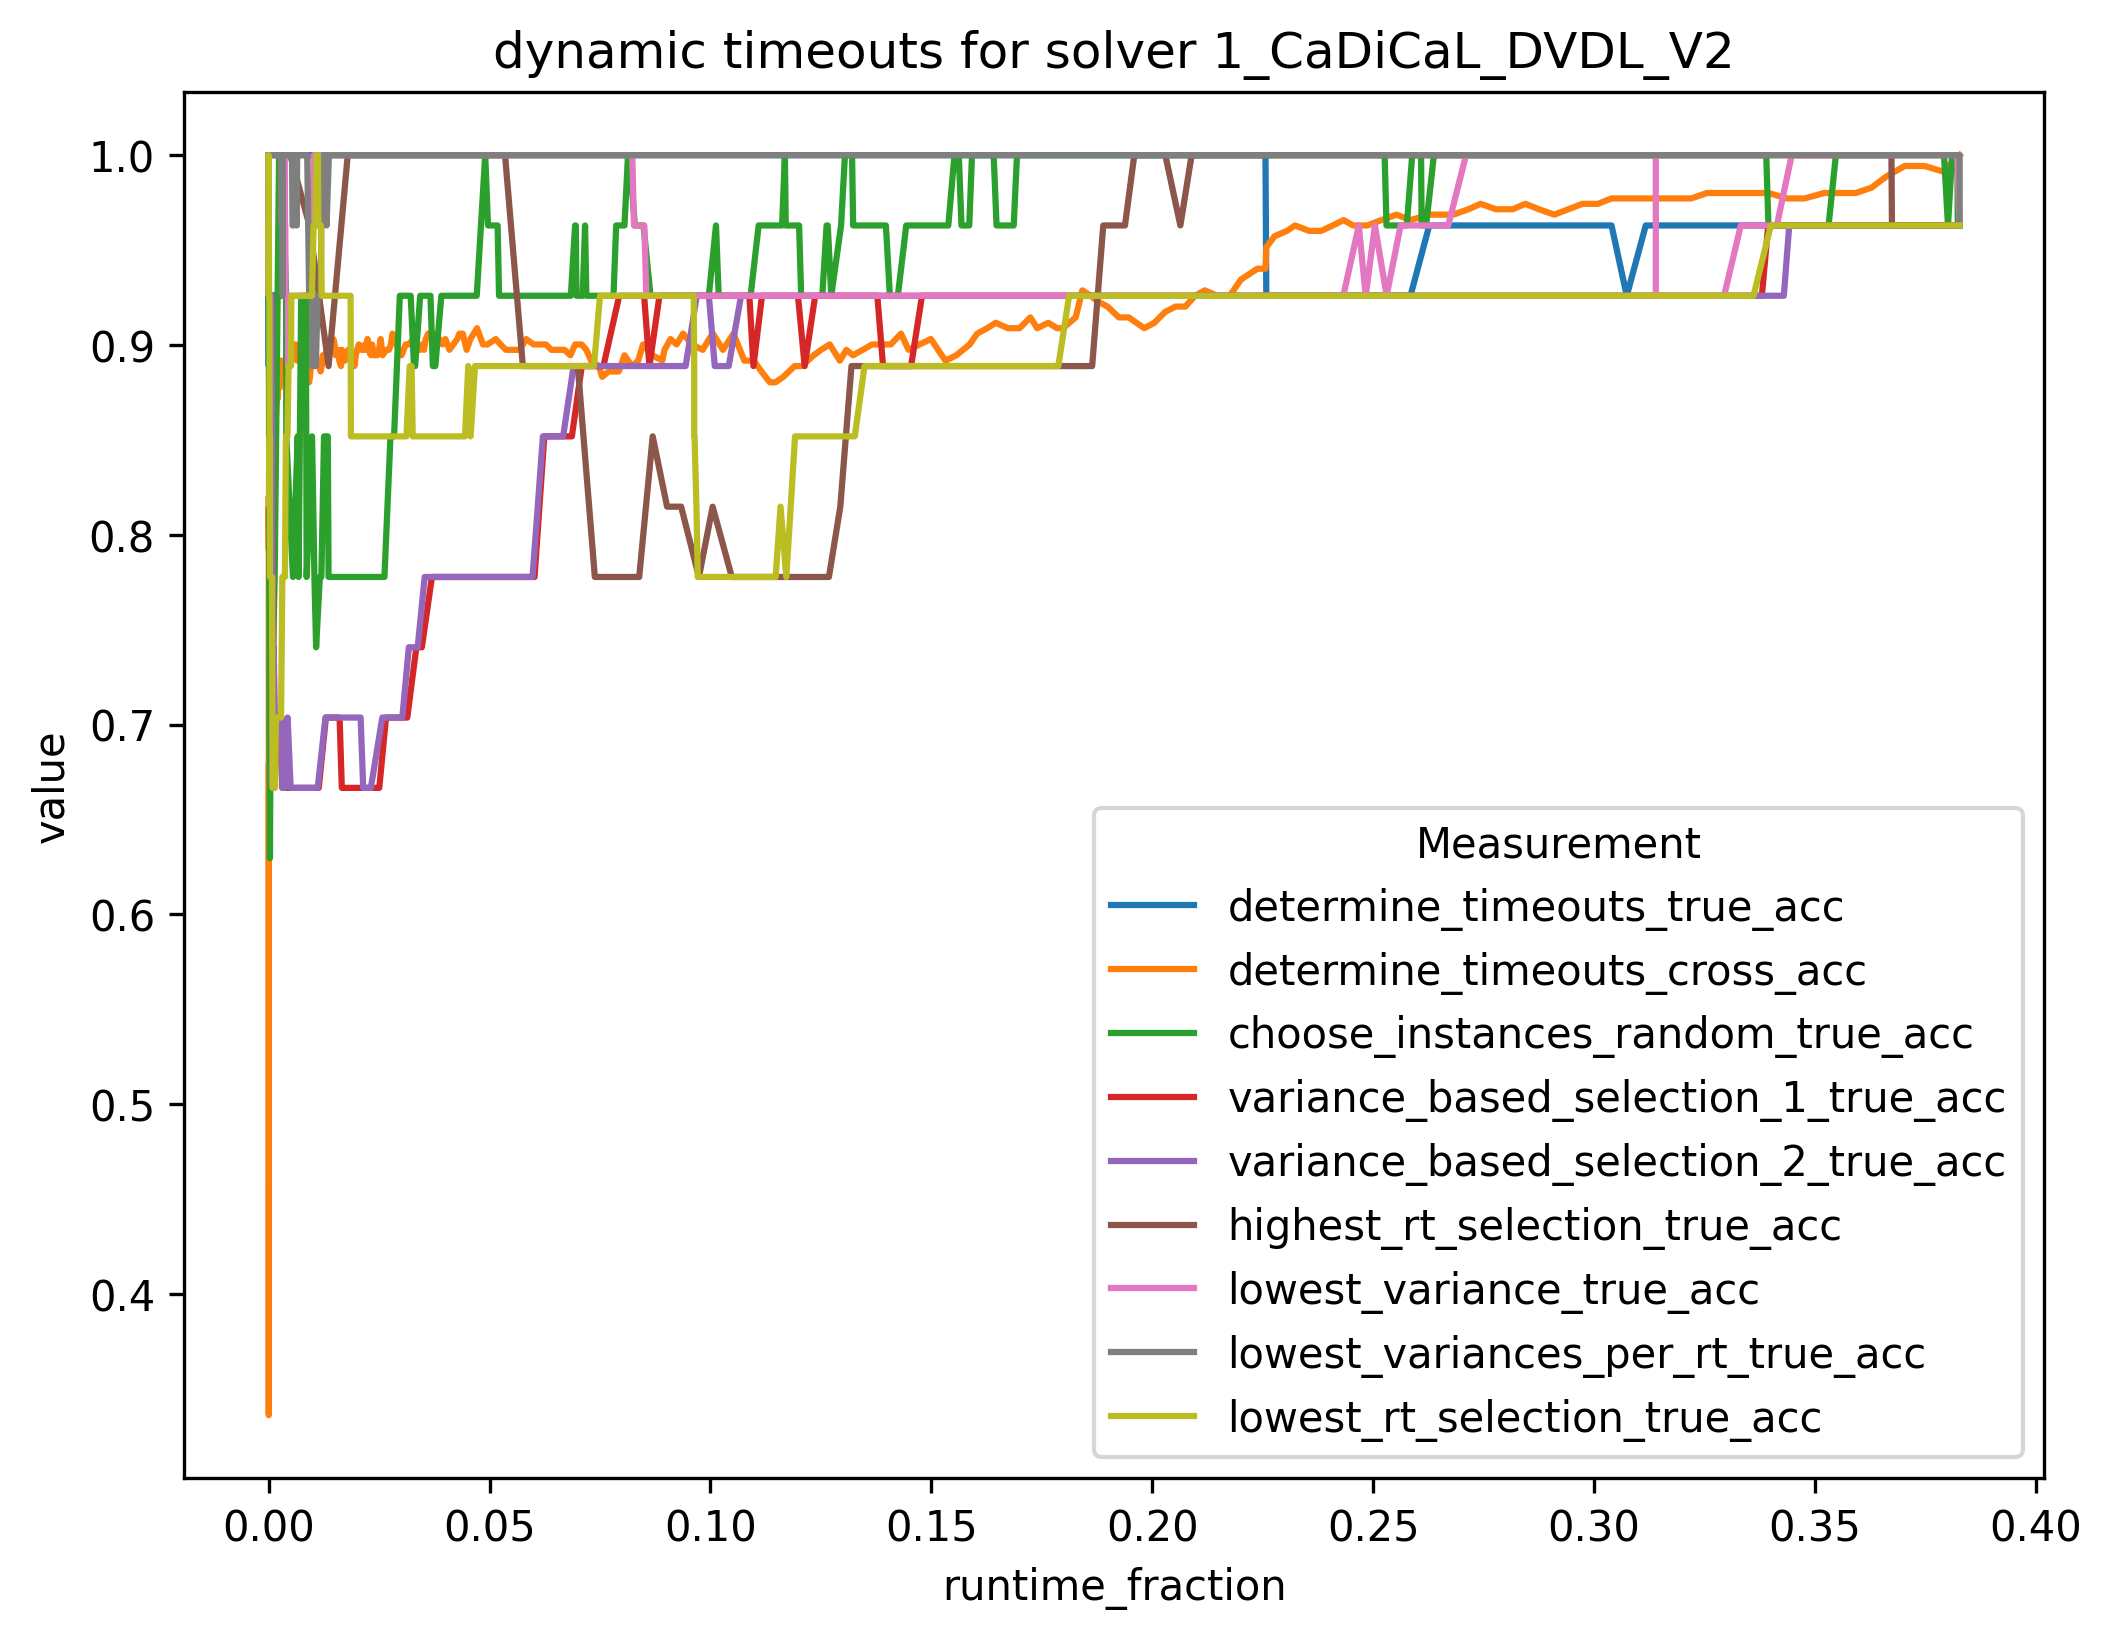 dynamic timeouts for solver 1_CaDiCaL_DVDL_V2
1.0
0.9
0.8
0.7
0.6
0.5
0.4
value
Measurement
determine_timeouts_true_acc
determine_timeouts_cross_acc
choose_instances_random_true_acc
variance_based_selection_1_true_acc
variance_based_selection_2_true_acc
highest_rt_selection_true_acc
lowest_variance_true_acc
lowest_variances_per_rt_true_acc
lowest_rt_selection_true_acc
0.00 0.05 0.10 0.15 0.20 0.25 0.30 0.35 0.40
runtime_fraction